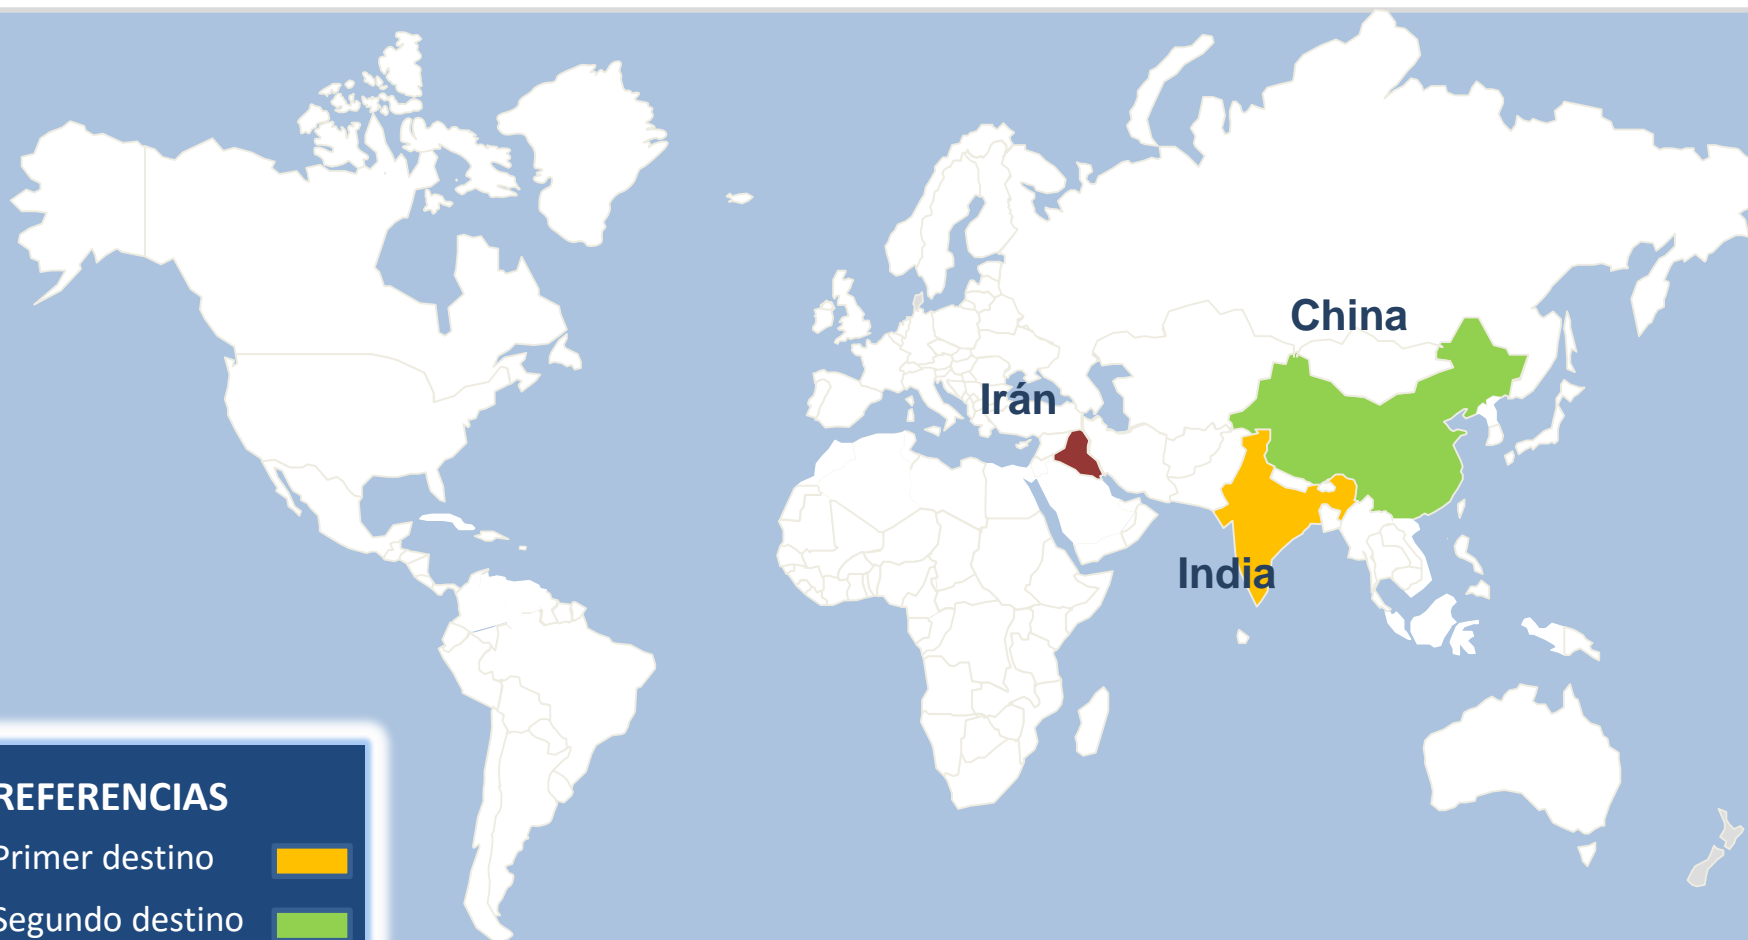 China
Irán
India
REFERENCIAS
Primer destino
Segundo destino